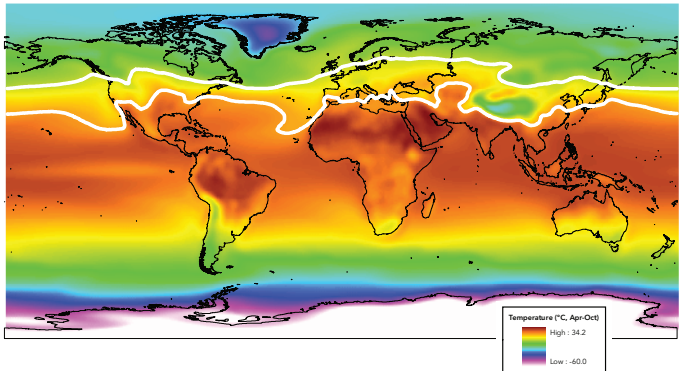 Temperature (°C, Apr-Oct)
High : 34.2
Low : -60.0